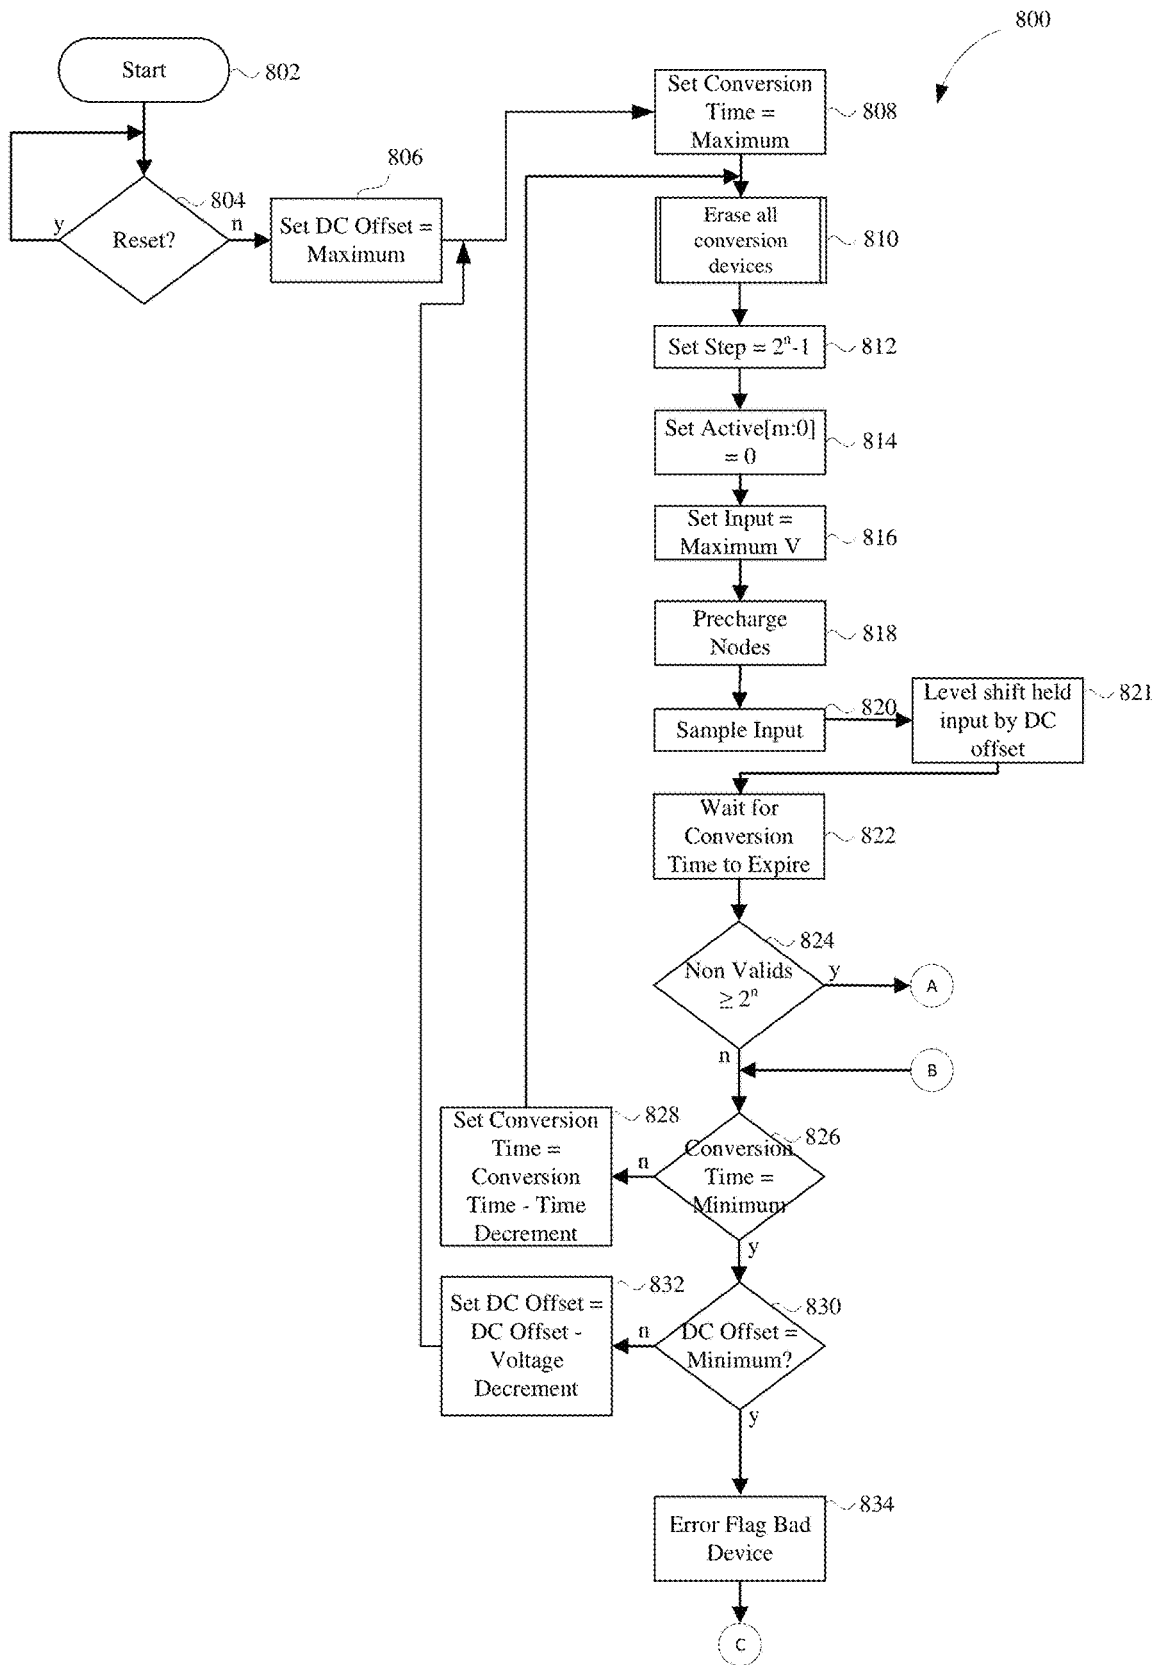 800
Start
802
Set Conversion
Time =
Maximum
808
806
804
y
Reset?
n
Set DC Offset =
Maximum
Erase all
conversion
devices
810
Set Step = 2ⁿ-1
812
Set Active[m:0]
= 0
814
Set Input =
Maximum V
816
Precharge
Nodes
818
Sample Input
820
Level shift held
input by DC
offset
821
Wait for
Conversion
Time to Expire
822
824
Non Valids
≥ 2ⁿ
y
A
n
B
828
Set Conversion
Time =
Conversion
Time - Time
Decrement
n
826
Conversion
Time =
Minimum
y
832
Set DC Offset =
DC Offset -
Voltage
Decrement
n
830
DC Offset =
Minimum?
y
834
Error Flag Bad
Device
C